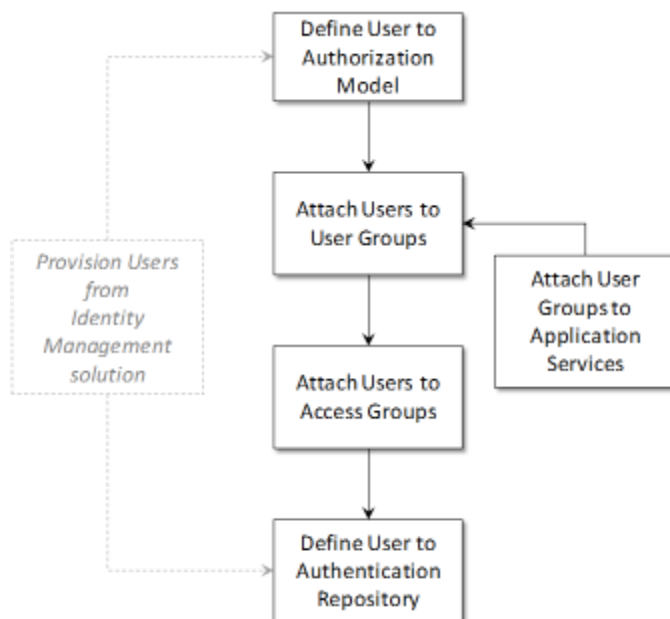 Define User to
Authorization
Model
Attach Users to
User Groups
Provision Users
from
Identity
Management
solution
Attach User
Groups to
Application
Services
Attach Users to
Access Groups
Define User to
Authentication
Repository